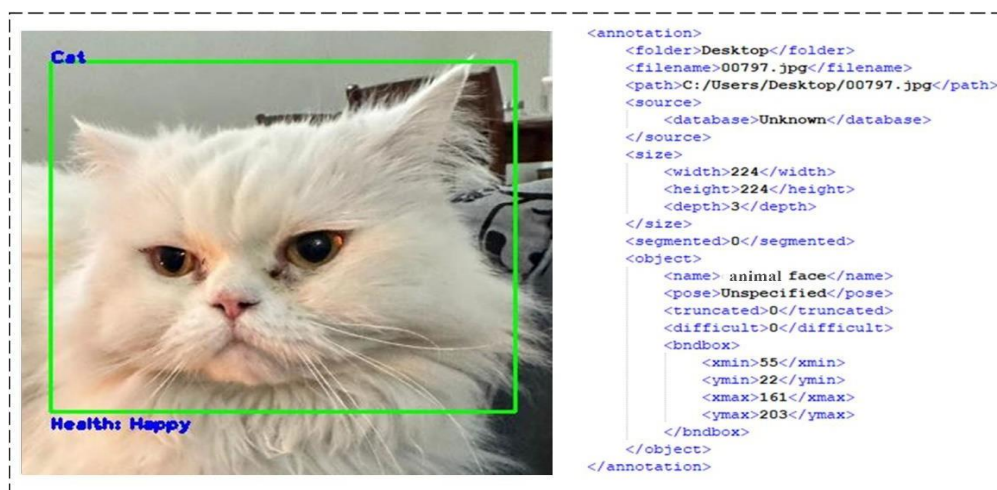 Cat
Health: Happy
<annotation>
<folder>Desktop</folder>
<filename>00797.jpg</filename>
<path>C:/Users/Desktop/00797.jpg</path>
<source>
<database>Unknown</database>
</source>
<size>
<width>224</width>
<height>224</height>
<depth>3</depth>
</size>
<segmented>0</segmented>
<object>
<name> animal face</name>
<pose>Unspecified</pose>
<truncated>0</truncated>
<difficult>0</difficult>
<bndbox>
<xmin>55</xmin>
<ymin>22</ymin>
<xmax>161</xmax>
<ymax>203</ymax>
</bndbox>
</object>
</annotation>